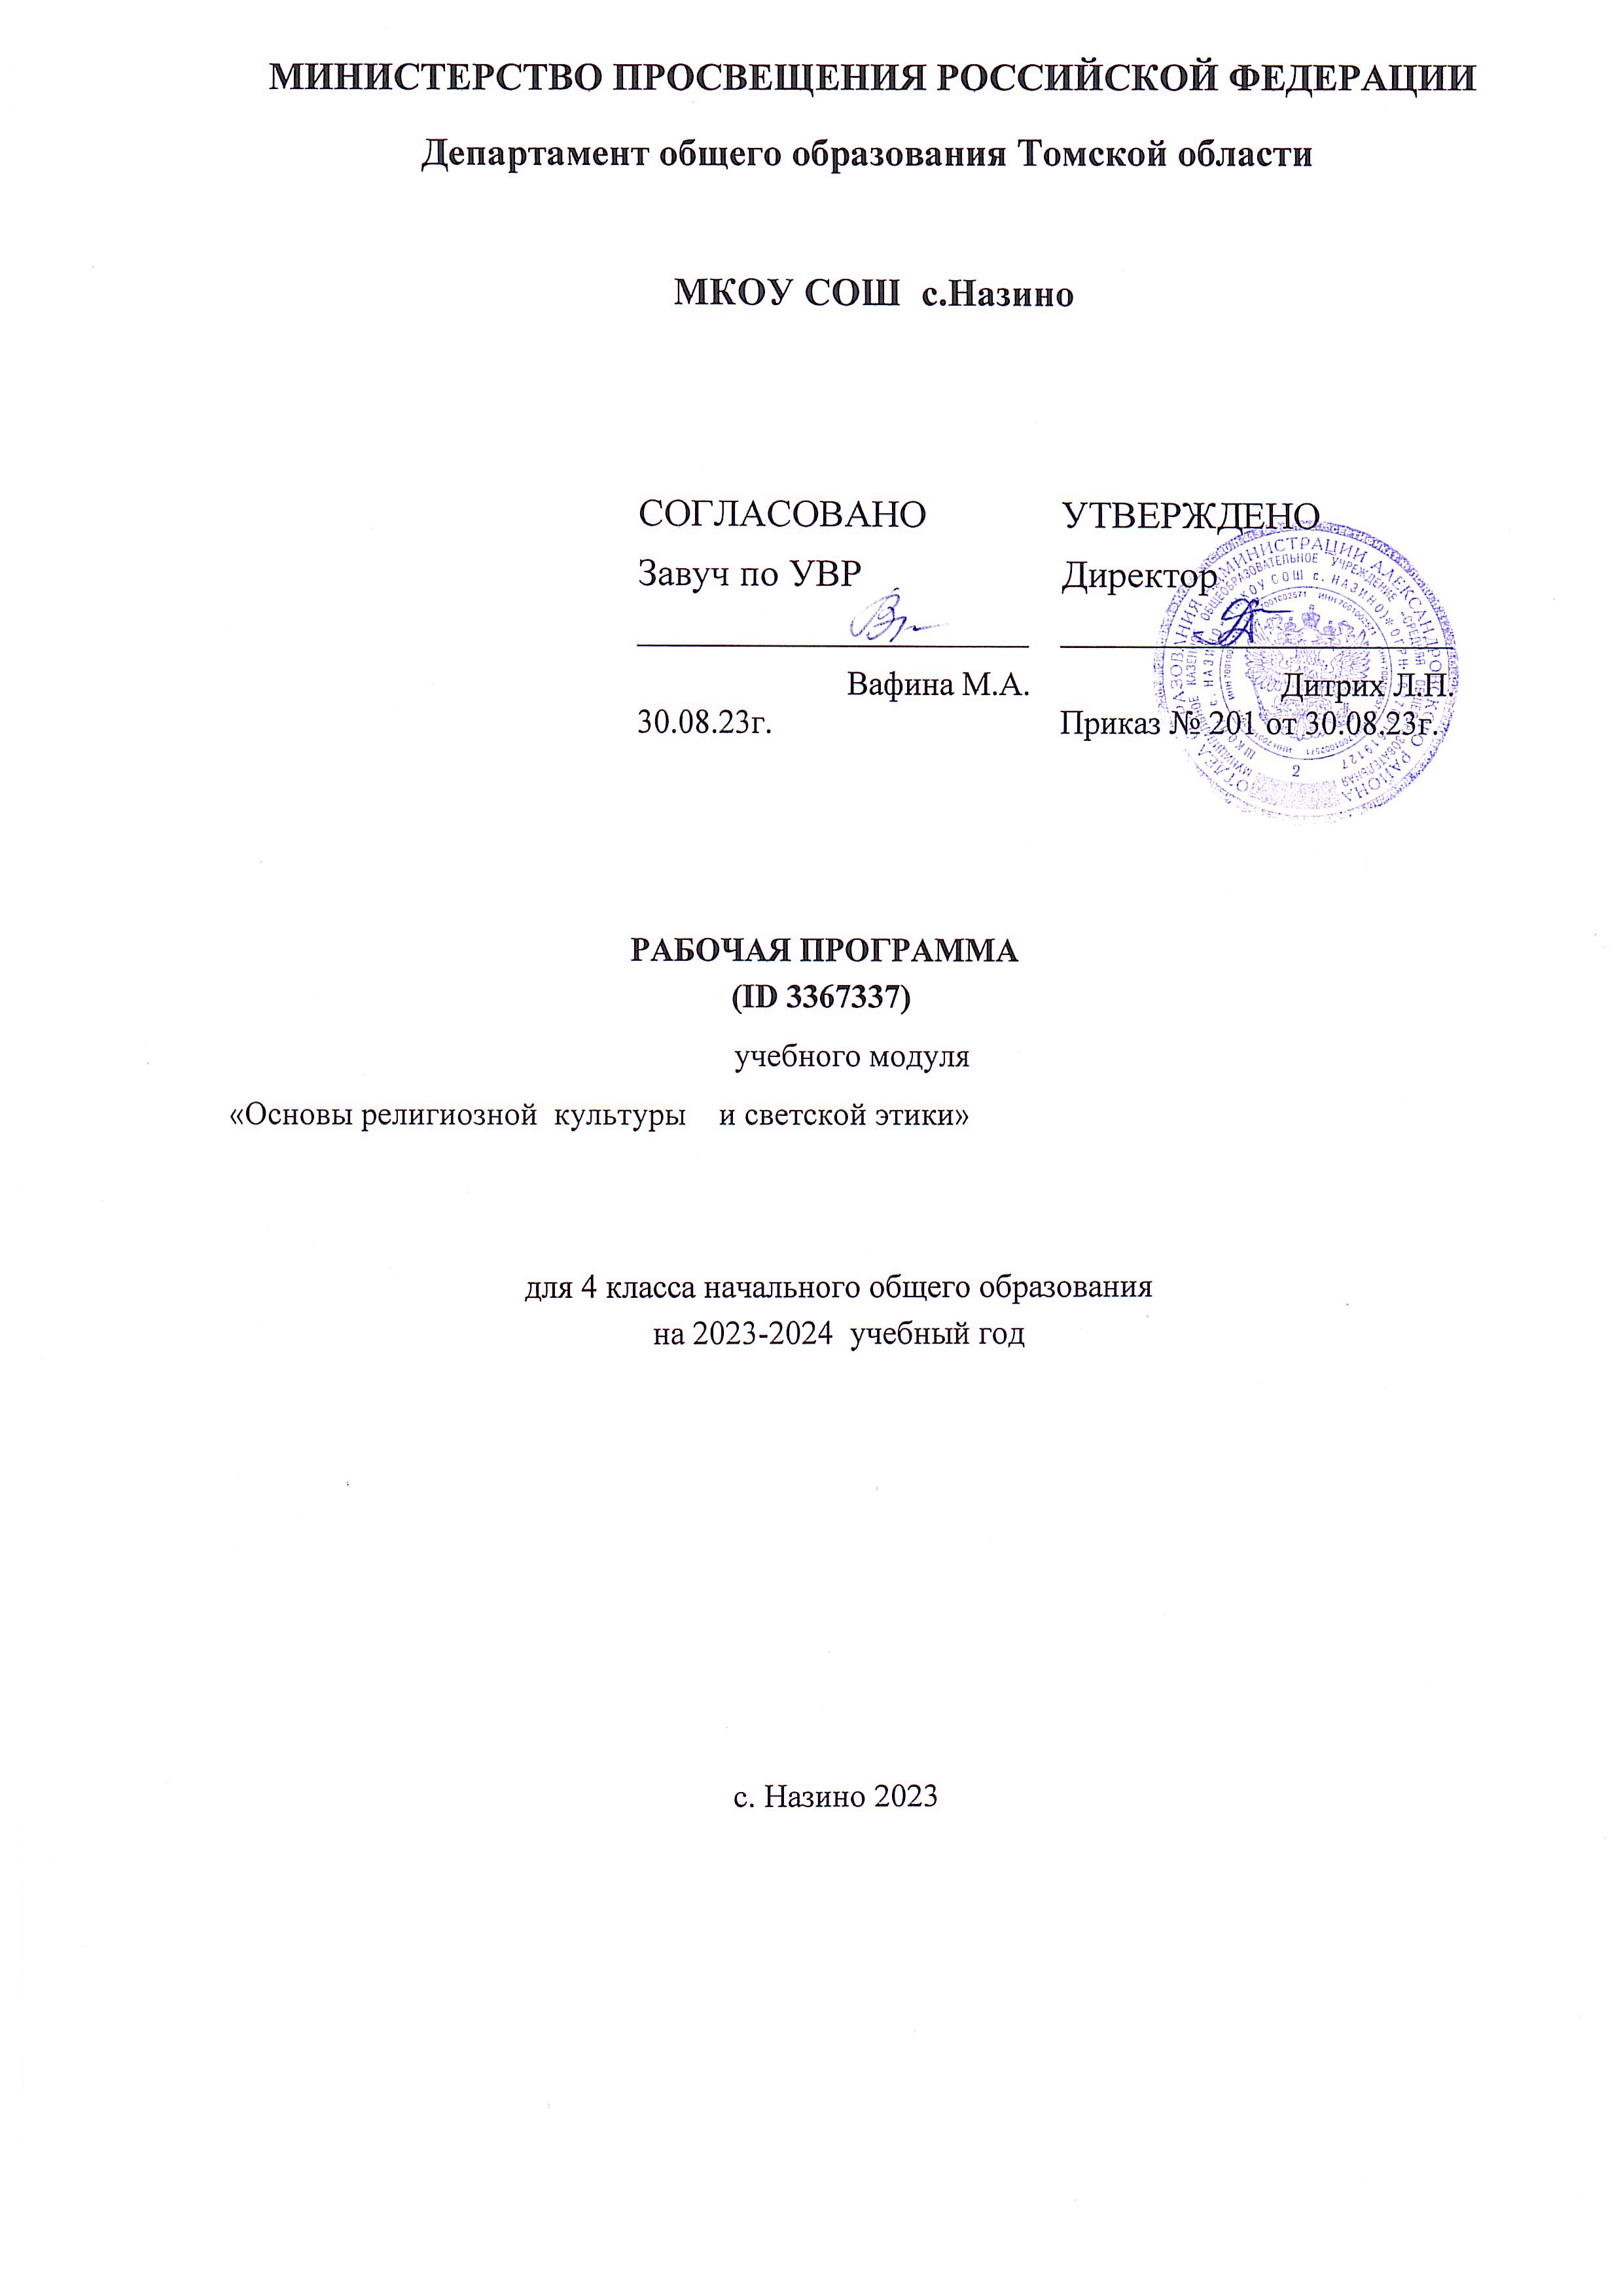 МИНИСТЕРСТВО ПРОСВЕЩЕНИЯ РОССИЙСКОЙ ФЕДЕРАЦИИ
Департамент общего образования Томской области
МКОУ СОШ с.Назино
СОГЛАСОВАНО
Завуч по УВР
Вафина М.А.
30.08.23г.
УТВЕРЖДЕНО
Директор
Дитрих Л.П.
Приказ № 201 от 30.08.23г.
РАБОЧАЯ ПРОГРАММА
(ID 3367337)
учебного модуля
«Основы религиозной культуры и светской этики»
для 4 класса начального общего образования
на 2023-2024 учебный год
с. Назино 2023